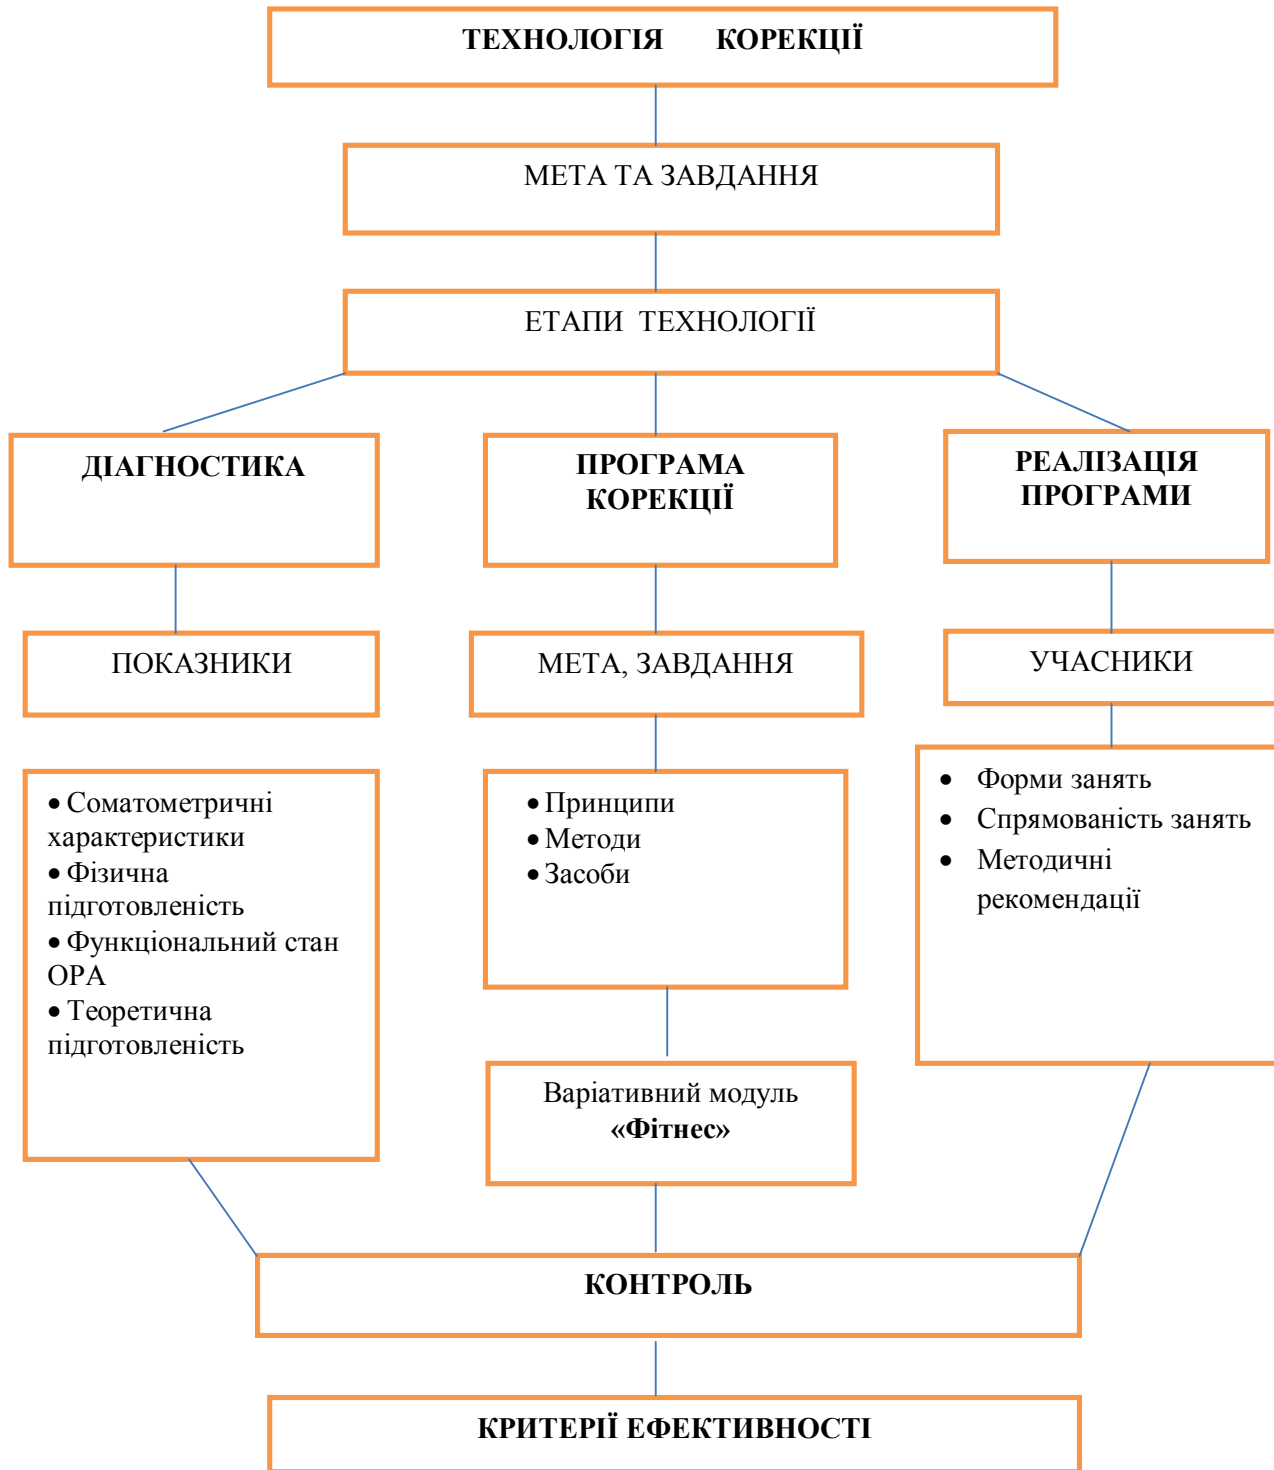 ТЕХНОЛОГІЯ КОРЕКЦІЇ
МЕТА ТА ЗАВДАННЯ
ЕТАПИ ТЕХНОЛОГІЇ
ДІАГНОСТИКА
ПРОГРАМА
КОРЕКЦІЇ
РЕАЛІЗАЦІЯ
ПРОГРАМИ
ПОКАЗНИКИ
МЕТА, ЗАВДАННЯ
УЧАСНИКИ
• Соматометричні
характеристики
• Фізична
підготовленість
• Функціональний стан
ОРА
• Теоретична
підготовленість
• Принципи
• Методи
• Засоби
• Форми занять
• Спрямованість занять
• Методичні
рекомендації
Варіативний модуль
«Фітнес»
КОНТРОЛЬ
КРИТЕРІЇ ЕФЕКТИВНОСТІ